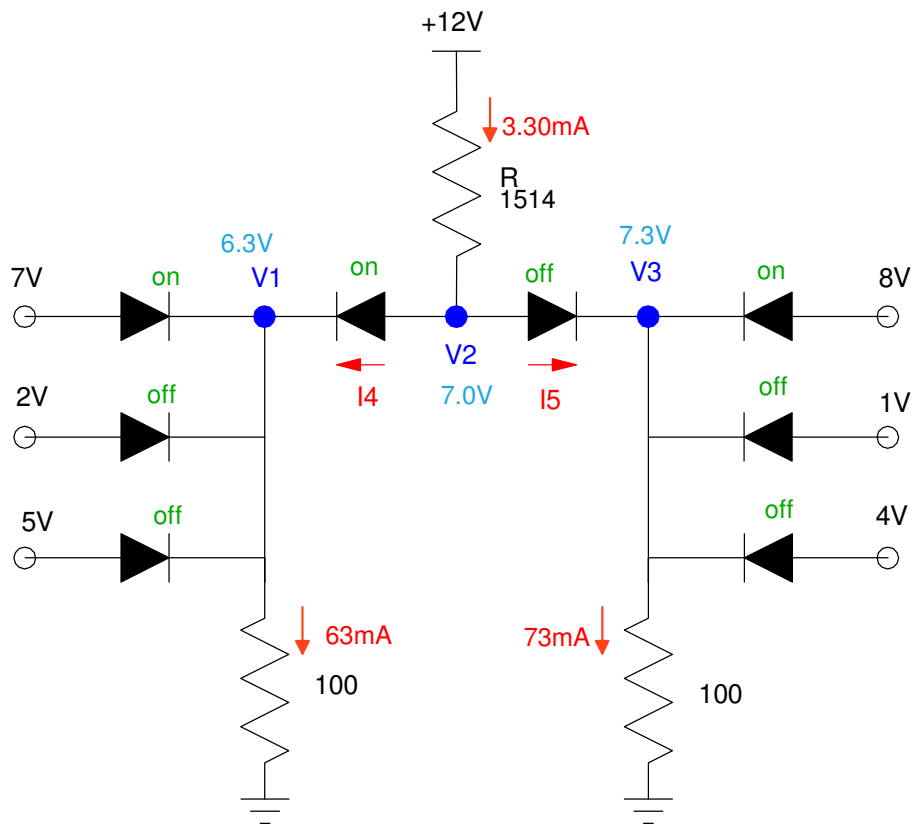 +12V
3.30mA
R
1514
6.3V
7.3V
7V
on
V1
on
off
V3
on
8V
V2
2V
off
I4
7.0V
I5
off
1V
5V
off
off
4V
63mA
73mA
100
100